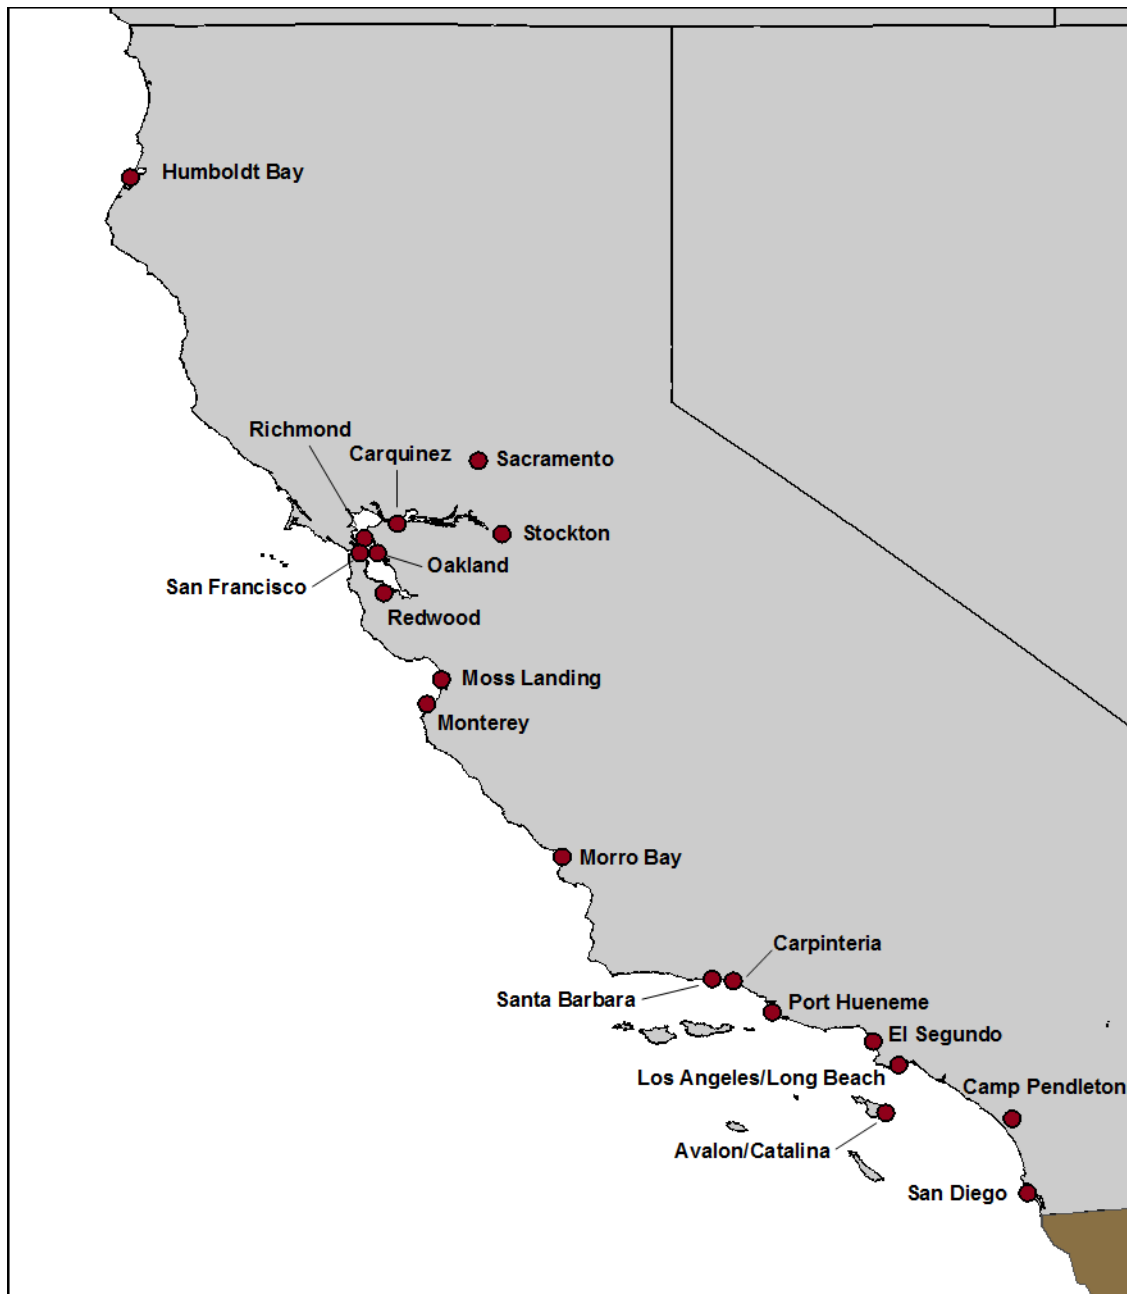 Humboldt Bay
Richmond
Carquinez
Sacramento
Stockton
Oakland
San Francisco
Redwood
Moss Landing
Monterey
Morro Bay
Carpinteria
Santa Barbara
Port Hueneme
El Segundo
Los Angeles/Long Beach
Camp Pendleton
Avalon/Catalina
San Diego